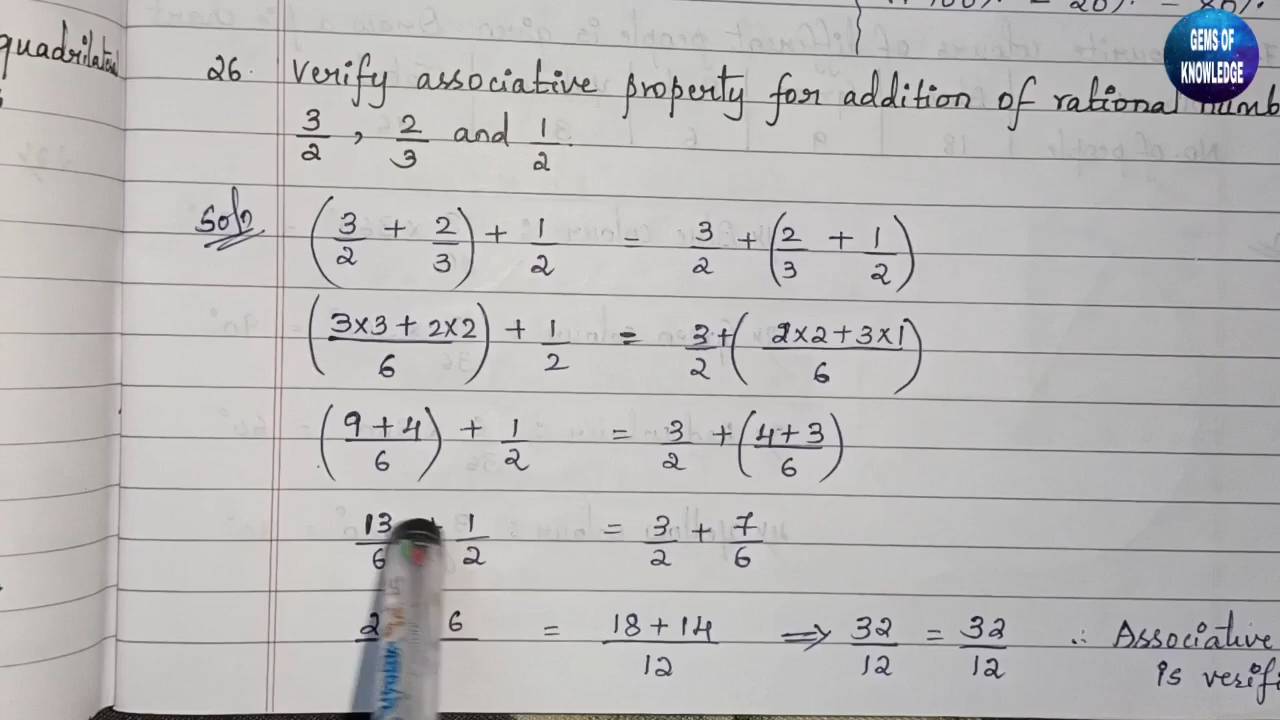 quadrilateral
GEMS OF
KNOWLEDGE
26. Verify associative property for addition of rational numb
3/2 , 2/3 and 1/2.
Soln (3/2 + 2/3) + 1/2 = 3/2 + (2/3 + 1/2)
((3×3 + 2×2)/6) + 1/2 = 3/2 + ((2×2 + 3×1)/6)
((9 + 4)/6) + 1/2 = 3/2 + ((4 + 3)/6)
13/6 + 1/2 = 3/2 + 7/6
2 6 = (18 + 14)/12 ⟹ 32/12 = 32/12 ∴ Associative
is verifi